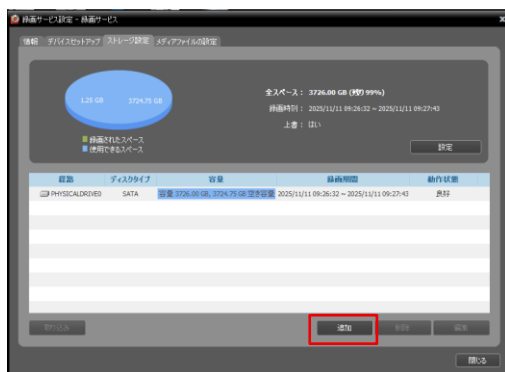 録画サービス設定 - 録画サービス
情報 デバイスセットアップ ストレージ設定 メディアファイルの設定
全スペース： 3726.00 GB (残り 99%)
1.25 GB 3724.75 GB
録画時刻： 2025/11/11 09:26:32 ~ 2025/11/11 09:27:43
上書： はい
録画されたスペース
使用できるスペース
設定
経路 ディスクタイプ 容量 録画期間 動作状態
PHYSICALDRIVE0 SATA 容量 3726.00 GB, 3724.75 GB 空き容量 2025/11/11 09:26:32 ~ 2025/11/11 09:27:43 良好
取り込み 追加 削除 編集
閉じる